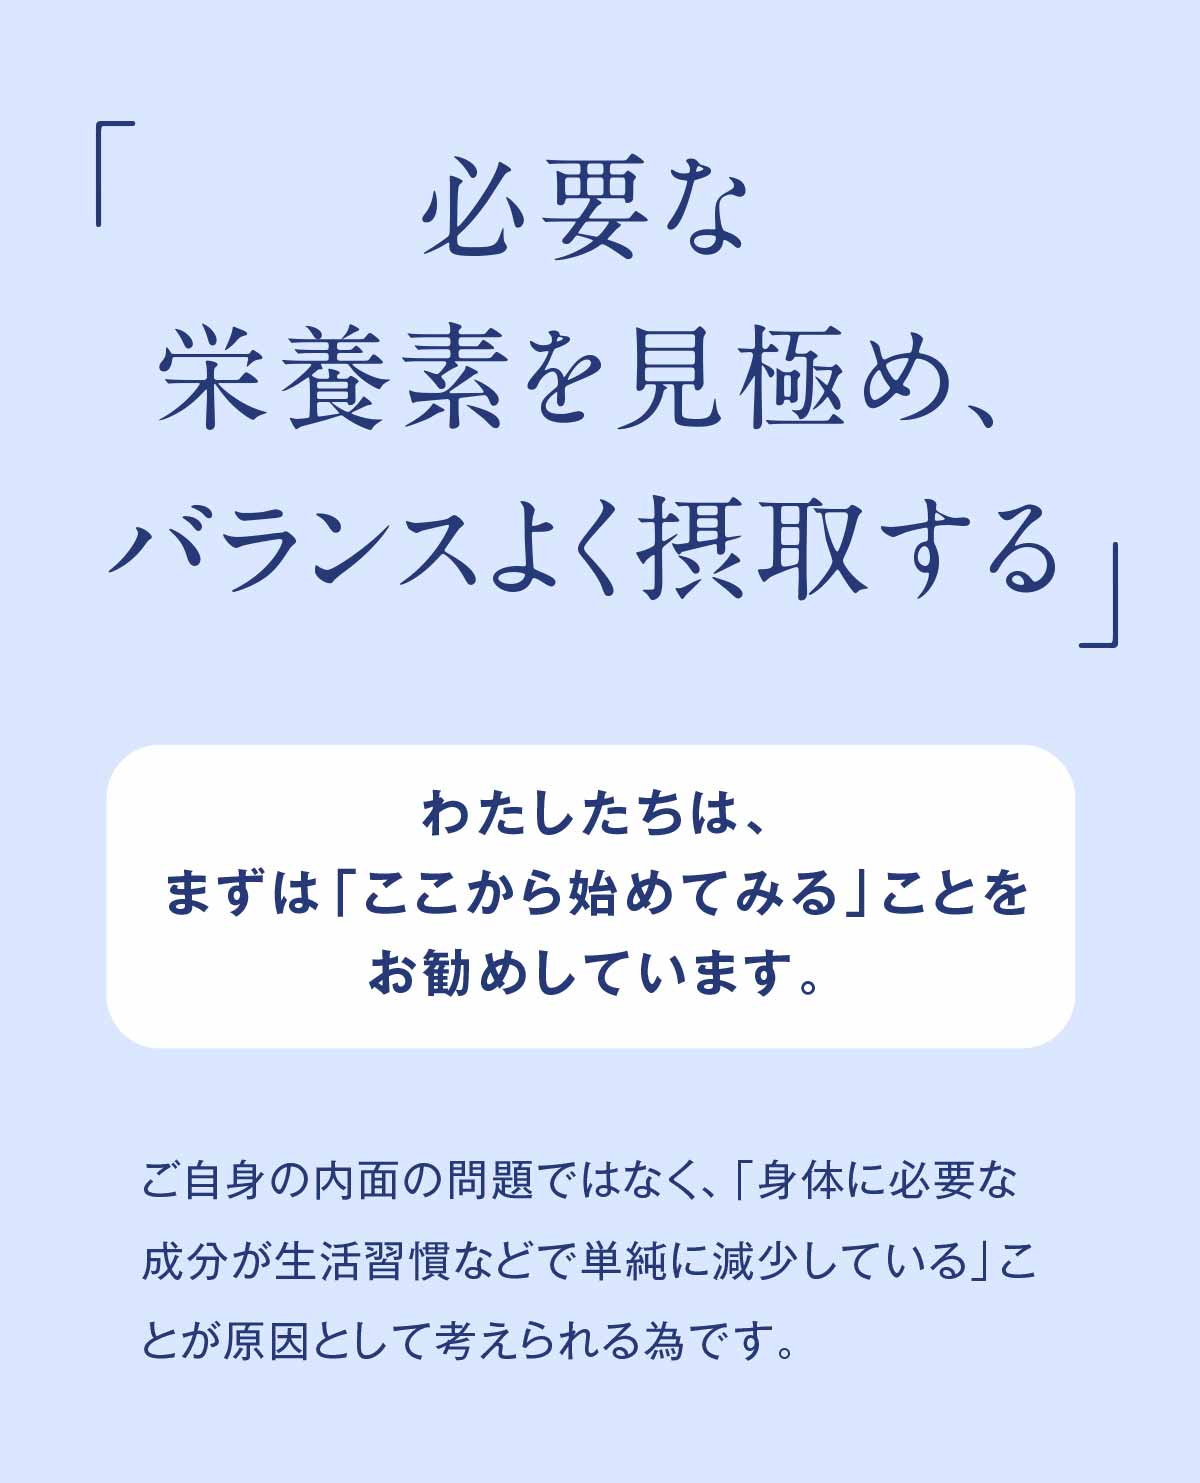 「必要な
栄養素を見極め、
バランスよく摂取する」
わたしたちは、
まずは「ここから始めてみる」ことを
お勧めしています。
ご自身の内面の問題ではなく、「身体に必要な
成分が生活習慣などで単純に減少している」こ
とが原因として考えられる為です。